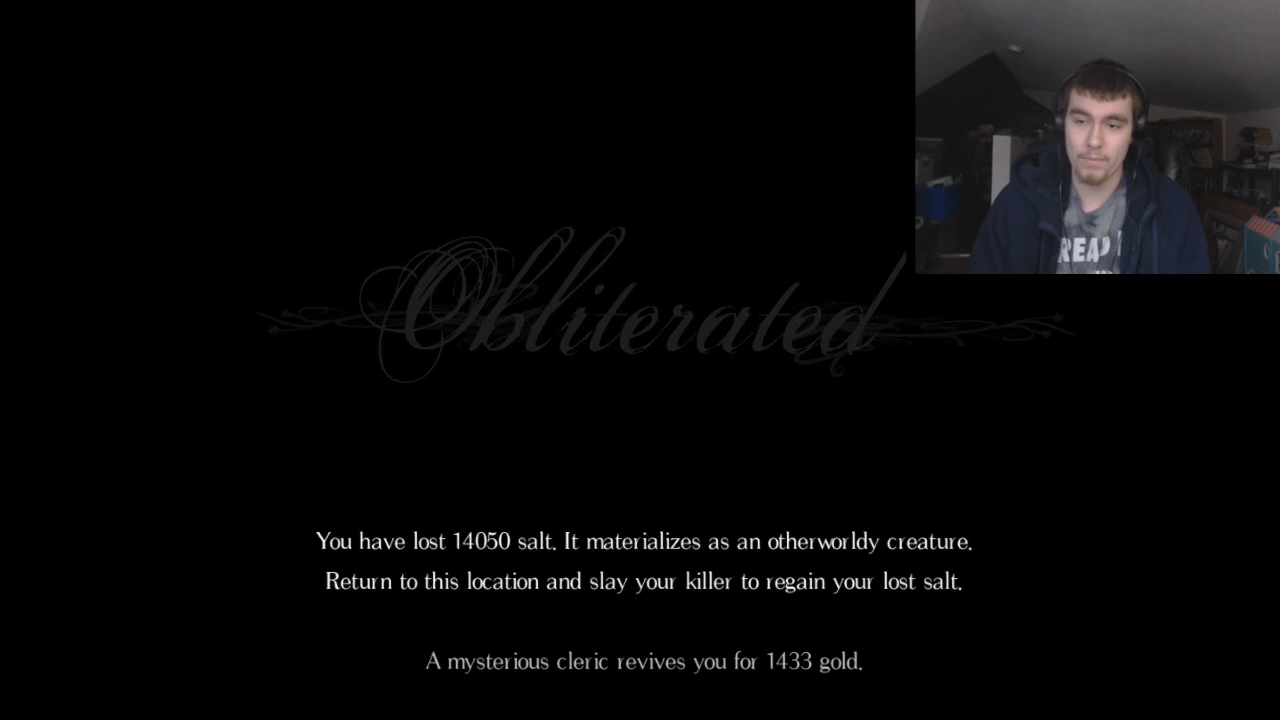 Obliterated
You have lost 14050 salt. It materializes as an otherworldy creature.
Return to this location and slay your killer to regain your lost salt.
A mysterious cleric revives you for 1433 gold.